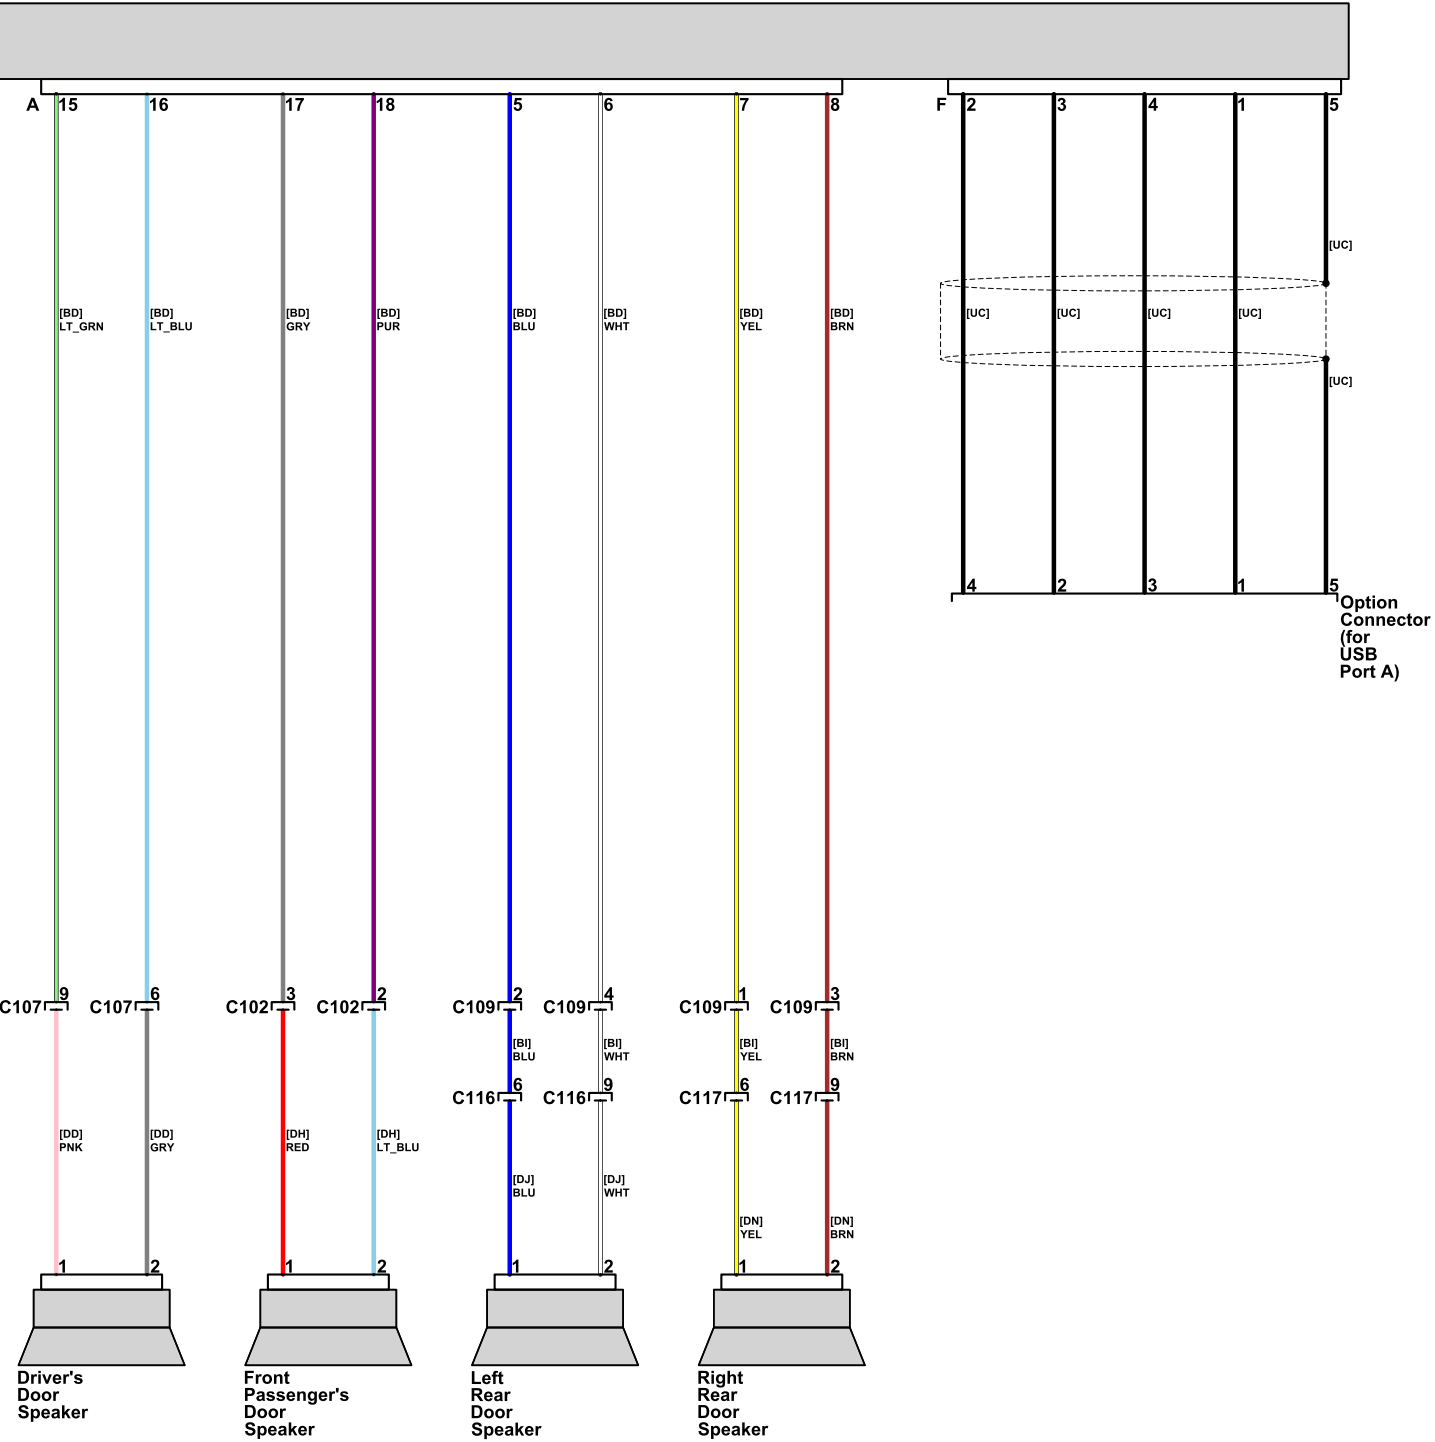 A 15 16 17 18 5 6 7 8 F 2 3 4 1 5
[UC]
[BD] [BD] [BD] [BD] [BD] [BD] [BD] [BD] [UC] [UC] [UC] [UC]
LT_GRN LT_BLU GRY PUR BLU WHT YEL BRN
[UC]
4 2 3 1 5
Option
Connector
(for
USB
Port A)
9 6 3 2 2 4 1 3
C107 C107 C102 C102 C109 C109 C109 C109
[BI] [BI] [BI] [BI]
BLU WHT YEL BRN
6 9 6 9
C116 C116 C117 C117
[DD] [DD] [DH] [DH]
PNK GRY RED LT_BLU
[DJ] [DJ]
BLU WHT
[DN] [DN]
YEL BRN
1 2 1 2 1 2 1 2
Driver's
Door
Speaker
Front
Passenger's
Door
Speaker
Left
Rear
Door
Speaker
Right
Rear
Door
Speaker